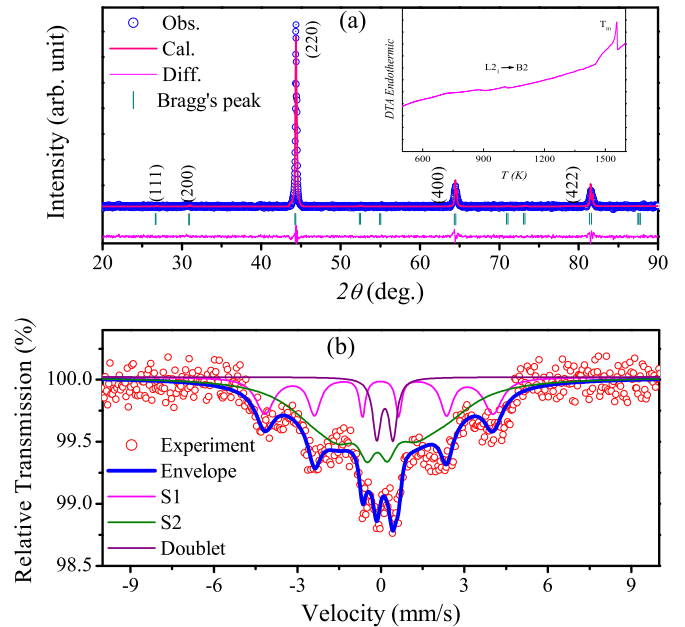 (a)
Obs.
Cal.
Diff.
Bragg's peak
(111)
(200)
(220)
(400)
(422)
Intensity (arb. unit)
20 30 40 50 60 70 80 90
2θ (deg.)
DTA Endothermic
L2₁ → B2
Tₘ
600 900 1200 1500
T (K)
(b)
Relative Transmission (%)
100.0
99.5
99.0
98.5
Experiment
Envelope
S1
S2
Doublet
-9 -6 -3 0 3 6 9
Velocity (mm/s)